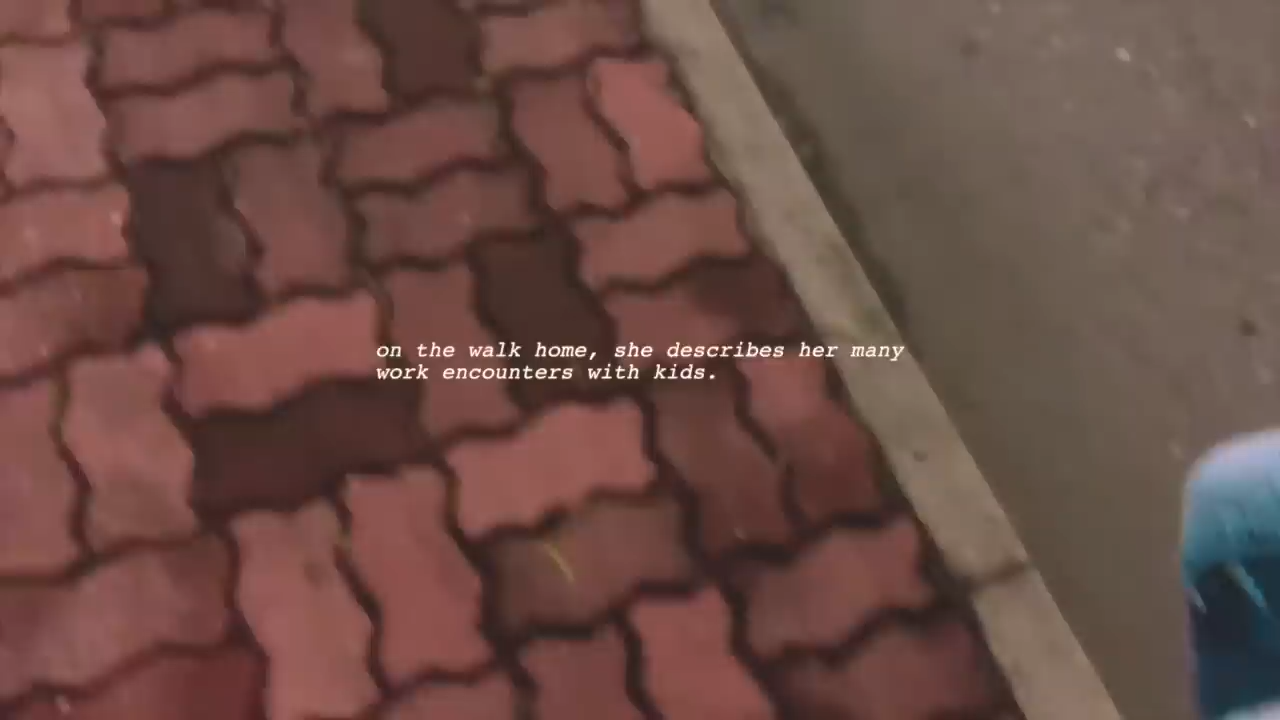 on the walk home, she describes her many
work encounters with kids.